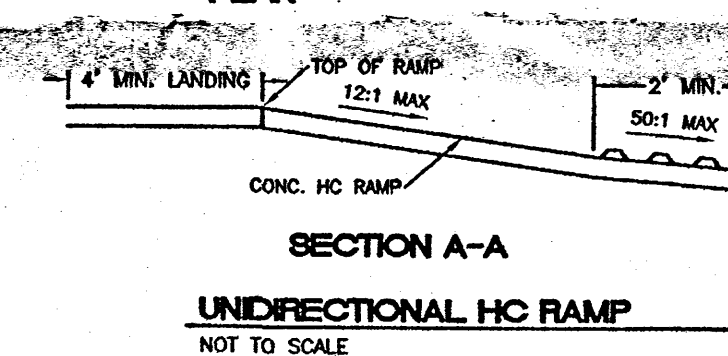 4' MIN. LANDING
TOP OF RAMP
12:1 MAX
2' MIN.
50:1 MAX
CONC. HC RAMP
SECTION A-A
UNIDIRECTIONAL HC RAMP
NOT TO SCALE